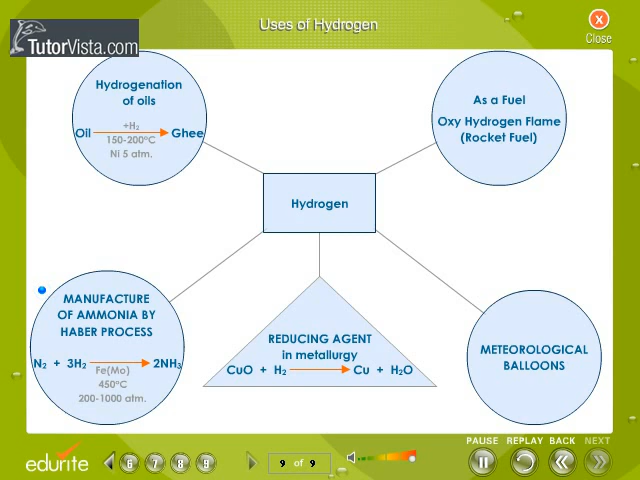 Uses of Hydrogen
x
Close
TutorVista.com
Hydrogenation
of oils
Oil +H₂ Ghee
150-200°C
Ni 5 atm.
As a Fuel
Oxy Hydrogen Flame
(Rocket Fuel)
Hydrogen
MANUFACTURE
OF AMMONIA BY
HABER PROCESS
N₂ + 3H₂ 2NH₃
Fe(Mo)
450°C
200-1000 atm.
REDUCING AGENT
in metallurgy
CuO + H₂ Cu + H₂O
METEOROLOGICAL
BALLOONS
PAUSE REPLAY BACK NEXT
edurite 6 7 8 9 9 of 9